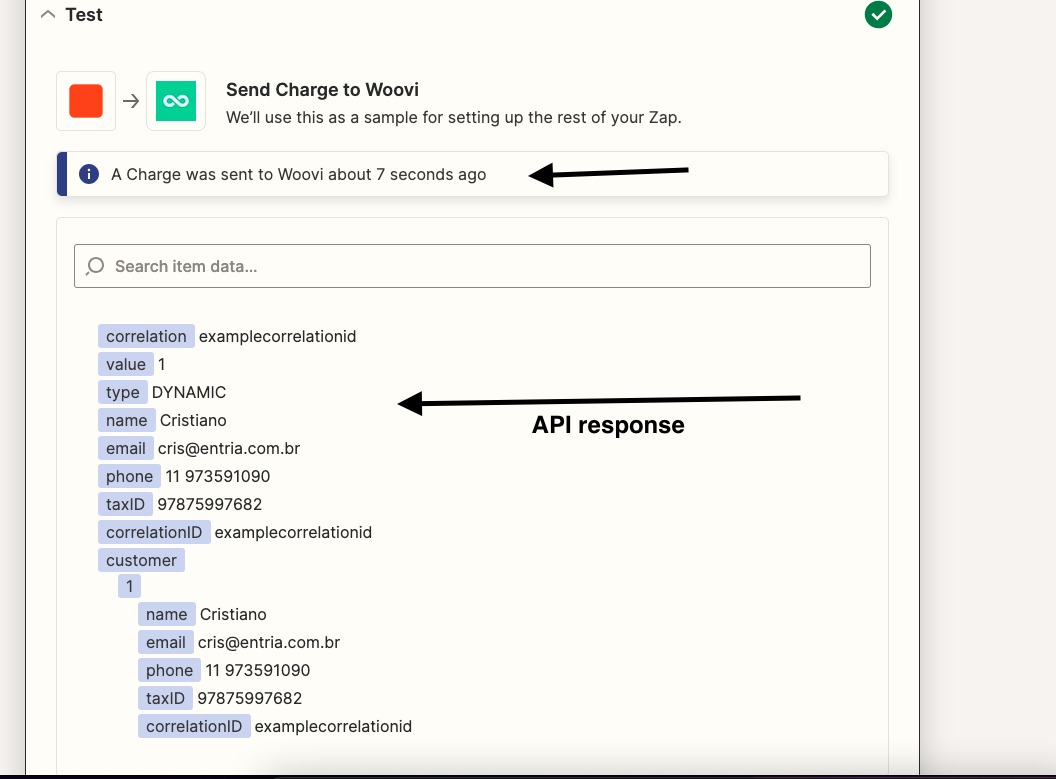 Test
Send Charge to Woovi
We'll use this as a sample for setting up the rest of your Zap.
A Charge was sent to Woovi about 7 seconds ago
Search item data...
correlation examplecorrelationid
value 1
type DYNAMIC
name Cristiano
API response
email cris@entria.com.br
phone 11 973591090
taxID 97875997682
correlationID examplecorrelationid
customer
1
name Cristiano
email cris@entria.com.br
phone 11 973591090
taxID 97875997682
correlationID examplecorrelationid